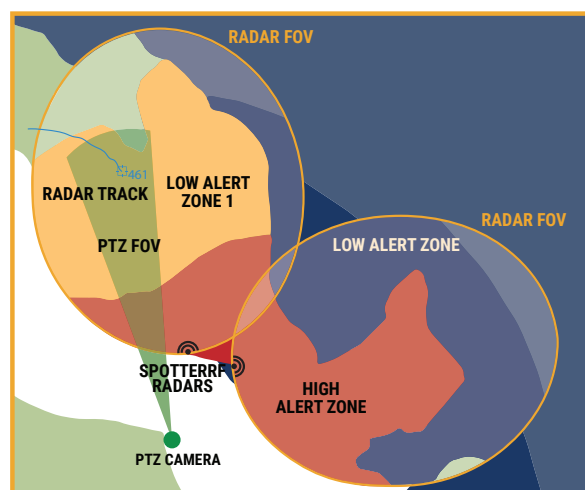 RADAR FOV
461
RADAR TRACK
LOW ALERT
ZONE 1
RADAR FOV
PTZ FOV
LOW ALERT ZONE
SPOTTERRF
RADARS
HIGH
ALERT ZONE
PTZ CAMERA